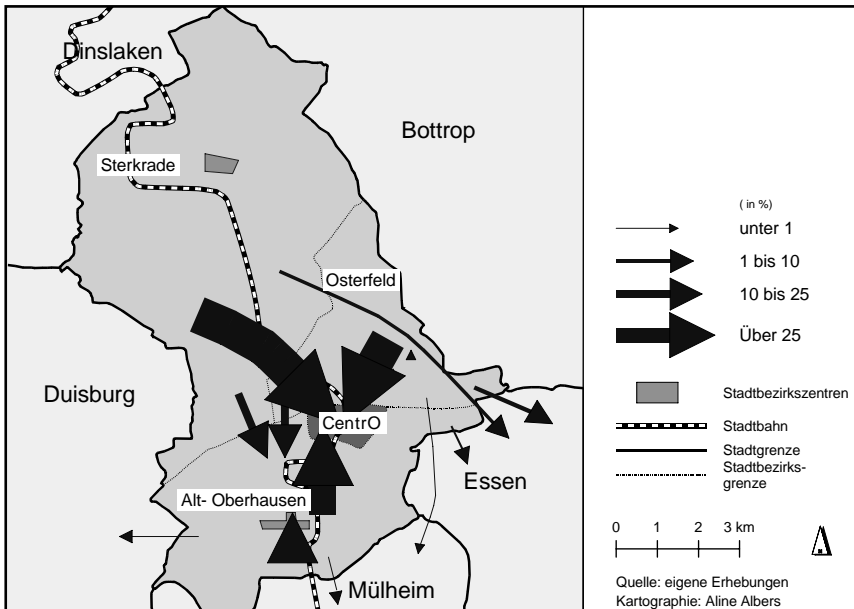 Dinslaken
Bottrop
Sterkrade
Osterfeld
Duisburg
CentrO
Essen
Alt- Oberhausen
Mülheim
( in %)
unter 1
1 bis 10
10 bis 25
Über 25
Stadtbezirkszentren
Stadtbahn
Stadtgrenze
Stadtbezirks-
grenze
0 1 2 3 km
Quelle: eigene Erhebungen
Kartographie: Aline Albers